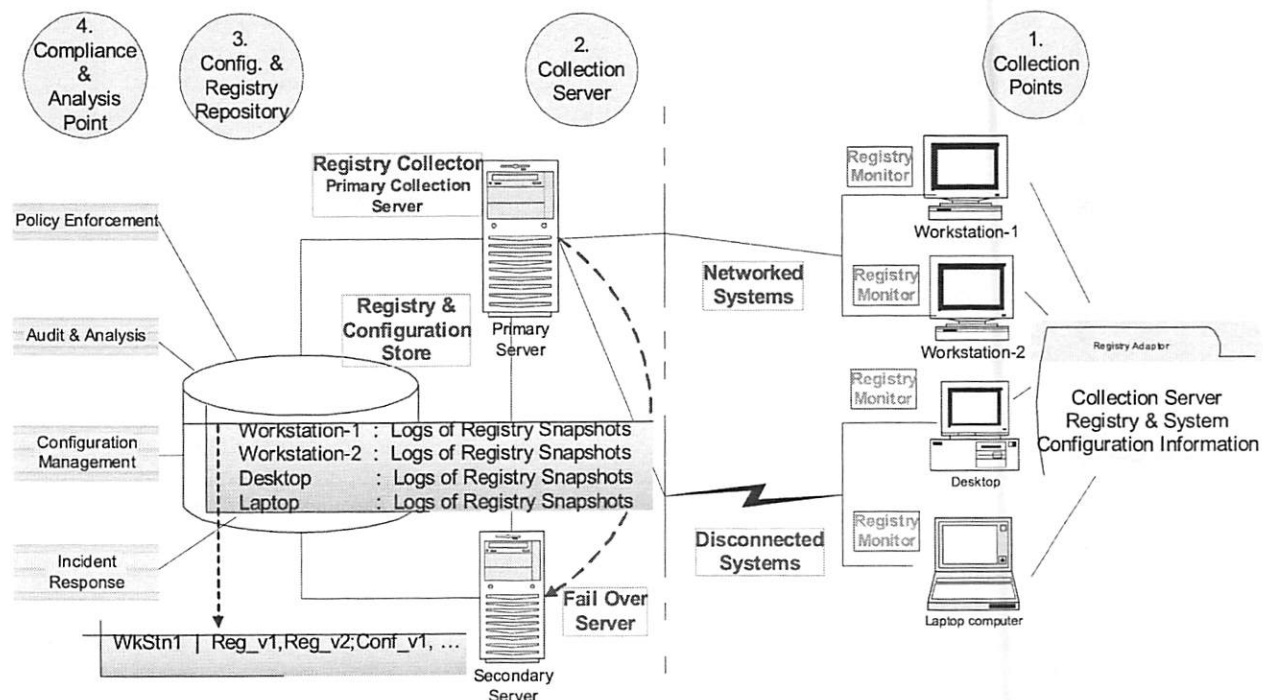 4.
Compliance
&
Analysis
Point
3.
Config. &
Registry
Repository
2.
Collection
Server
1.
Collection
Points
Policy Enforcement
Audit & Analysis
Configuration
Management
Incident
Response
Registry Collector
Primary Collection
Server
Registry &
Configuration
Store
Primary
Server
Workstation-1 : Logs of Registry Snapshots
Workstation-2 : Logs of Registry Snapshots
Desktop : Logs of Registry Snapshots
Laptop : Logs of Registry Snapshots
WkStn1 | Reg_v1,Reg_v2;Conf_v1, ...
Fail Over
Server
Secondary
Server
Networked
Systems
Disconnected
Systems
Registry
Monitor
Workstation-1
Registry
Monitor
Workstation-2
Registry
Monitor
Desktop
Registry
Monitor
Laptop computer
Registry Adaptor
Collection Server
Registry & System
Configuration Information